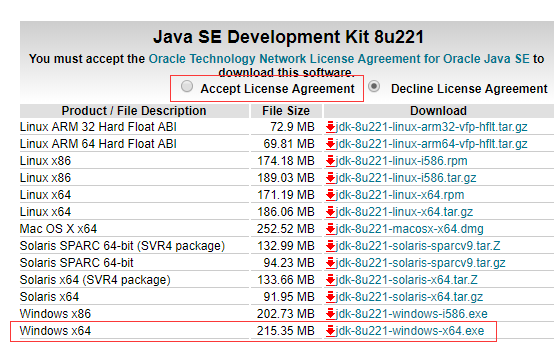 Java SE Development Kit 8u221
You must accept the Oracle Technology Network License Agreement for Oracle Java SE to
download this software.
Accept License Agreement Decline License Agreement
Product / File Description File Size Download
Linux ARM 32 Hard Float ABI 72.9 MB jdk-8u221-linux-arm32-vfp-hflt.tar.gz
Linux ARM 64 Hard Float ABI 69.81 MB jdk-8u221-linux-arm64-vfp-hflt.tar.gz
Linux x86 174.18 MB jdk-8u221-linux-i586.rpm
Linux x86 189.03 MB jdk-8u221-linux-i586.tar.gz
Linux x64 171.19 MB jdk-8u221-linux-x64.rpm
Linux x64 186.06 MB jdk-8u221-linux-x64.tar.gz
Mac OS X x64 252.52 MB jdk-8u221-macosx-x64.dmg
Solaris SPARC 64-bit (SVR4 package) 132.99 MB jdk-8u221-solaris-sparcv9.tar.Z
Solaris SPARC 64-bit 94.23 MB jdk-8u221-solaris-sparcv9.tar.gz
Solaris x64 (SVR4 package) 133.66 MB jdk-8u221-solaris-x64.tar.Z
Solaris x64 91.95 MB jdk-8u221-solaris-x64.tar.gz
Windows x86 202.73 MB jdk-8u221-windows-i586.exe
Windows x64 215.35 MB jdk-8u221-windows-x64.exe